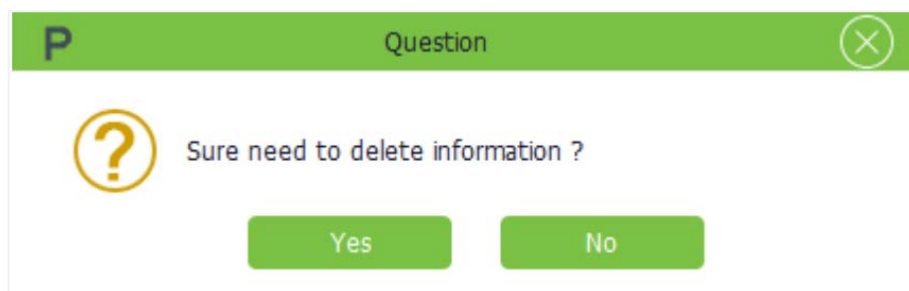 P Question
Sure need to delete information ?
Yes No